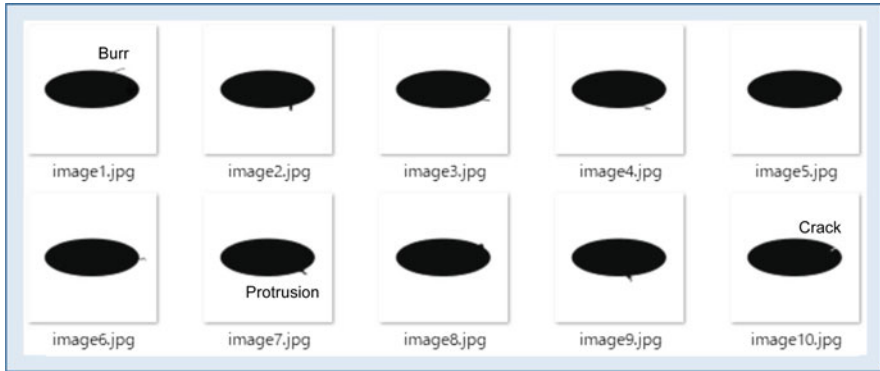 Burr
image1.jpg image2.jpg image3.jpg image4.jpg image5.jpg
Crack
Protrusion
image6.jpg image7.jpg image8.jpg image9.jpg image10.jpg